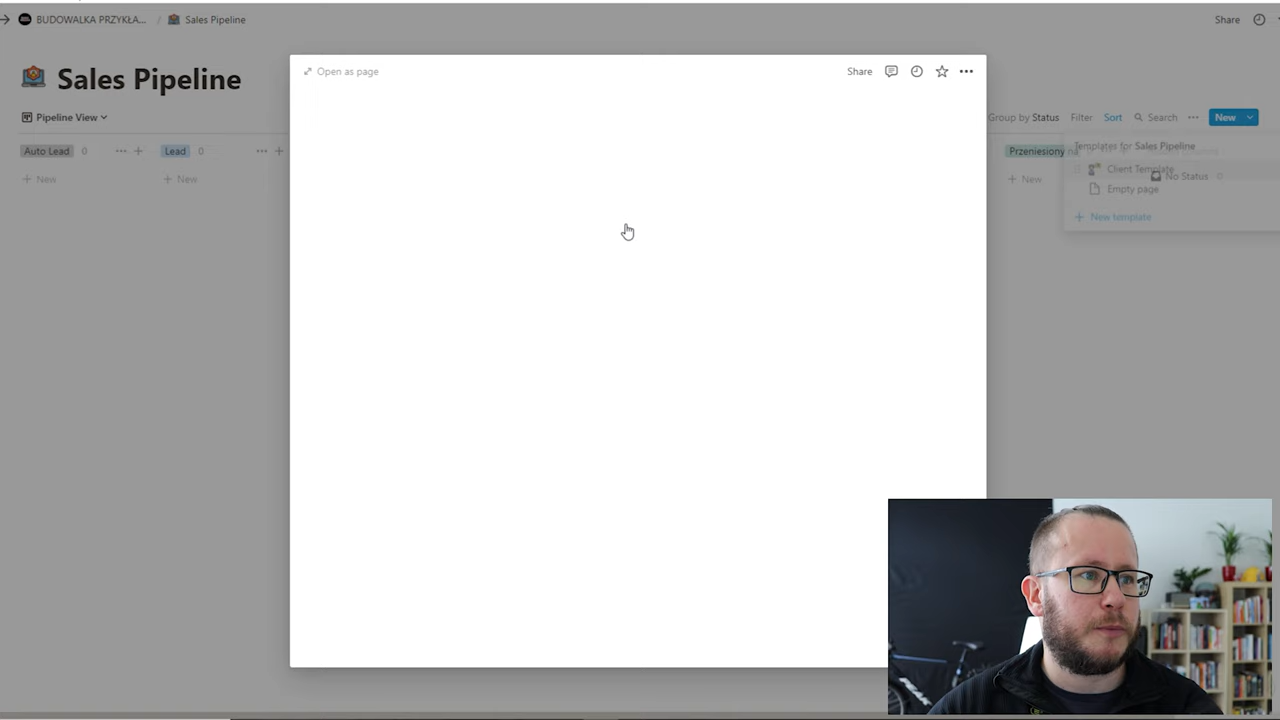 BUDOWALKA PRZYKŁA... / Sales Pipeline
Share
Sales Pipeline
Pipeline View
Group by Status Filter Sort Search New
Auto Lead 0
Lead 0
+ New
+ New
Open as page
Share
Przeniesiony na
+ New
Templates for Sales Pipeline
Client Template
No Status 0
Empty page
+ New template